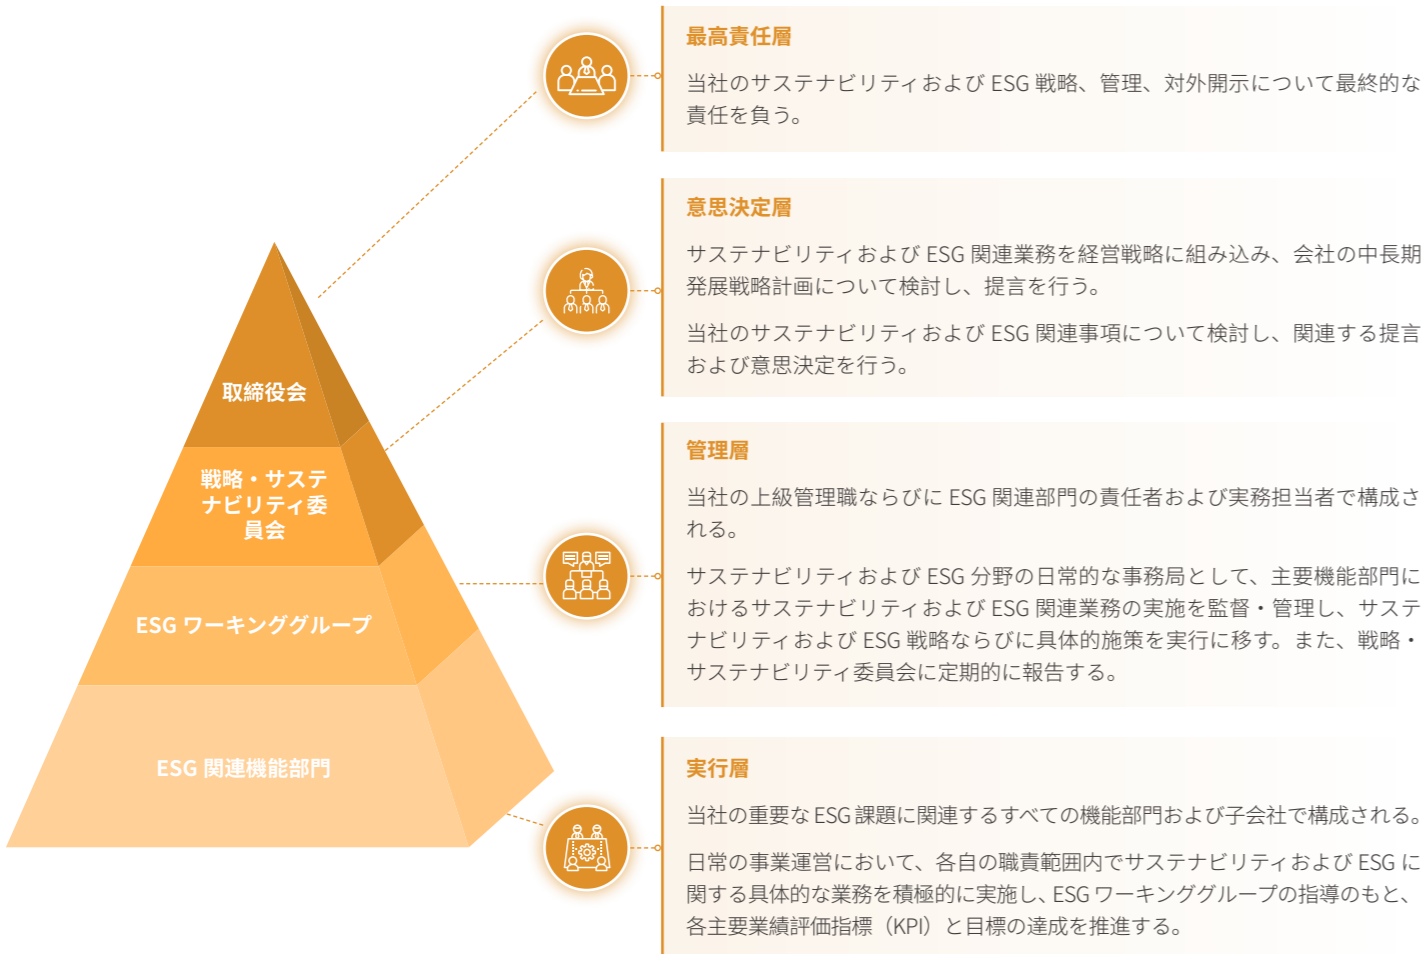 最高責任層
当社のサステナビリティおよび ESG 戦略、管理、対外開示について最終的な
責任を負う。
意思決定層
サステナビリティおよび ESG 関連業務を経営戦略に組み込み、会社の中長期
発展戦略計画について検討し、提言を行う。
当社のサステナビリティおよび ESG 関連事項について検討し、関連する提言
および意思決定を行う。
管理層
当社の上級管理職ならびに ESG 関連部門の責任者および実務担当者で構成さ
れる。
サステナビリティおよび ESG 分野の日常的な事務局として、主要機能部門に
おけるサステナビリティおよび ESG 関連業務の実施を監督・管理し、サステ
ナビリティおよび ESG 戦略ならびに具体的施策を実行に移す。また、戦略・
サステナビリティ委員会に定期的に報告する。
実行層
当社の重要な ESG 課題に関連するすべての機能部門および子会社で構成される。
日常の事業運営において、各自の職責範囲内でサステナビリティおよび ESG に
関する具体的な業務を積極的に実施し、ESG ワーキンググループの指導のもと、
各主要業績評価指標（KPI）と目標の達成を推進する。
取締役会
戦略・サステ
ナビリティ委
員会
ESG ワーキンググループ
ESG 関連機能部門